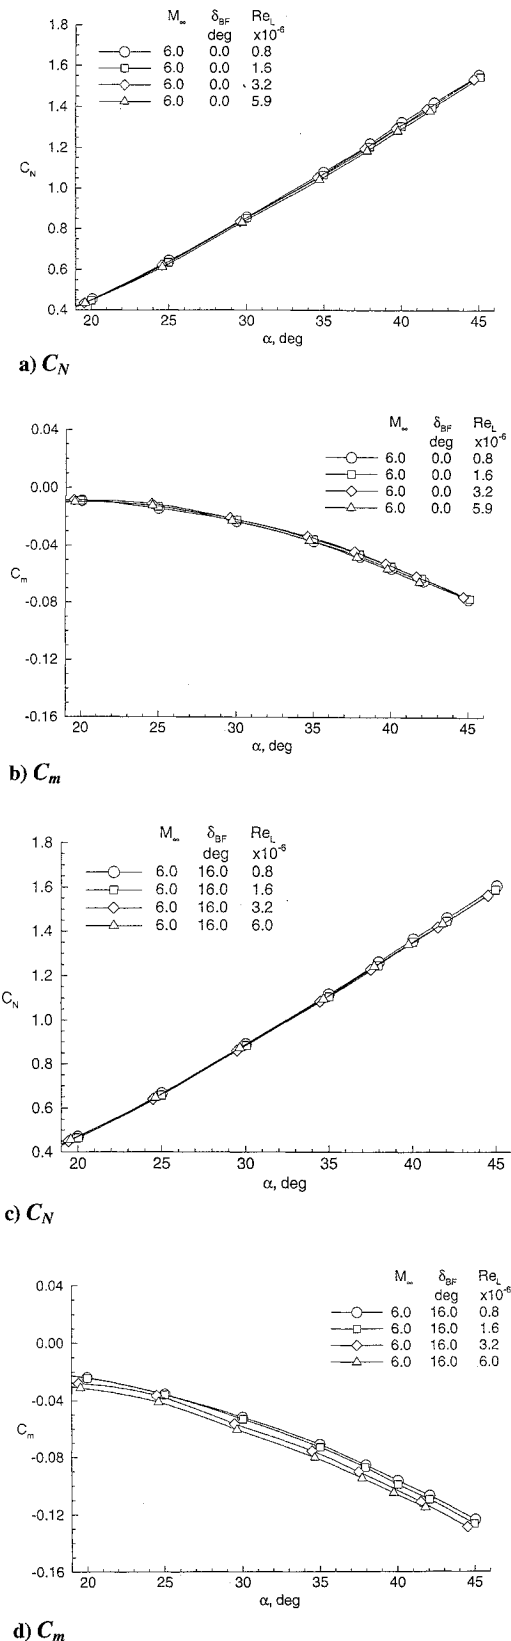 M∞ δBF ReL
deg x10⁻⁶
6.0 0.0 0.8
6.0 0.0 1.6
6.0 0.0 3.2
6.0 0.0 5.9
1.8
1.6
1.4
1.2
CN
1.0
0.8
0.6
0.4
20 25 30 35 40 45
α, deg
a) CN
M∞ δBF ReL
deg x10⁻⁶
6.0 0.0 0.8
6.0 0.0 1.6
6.0 0.0 3.2
6.0 0.0 5.9
0.04
0.00
-0.04
Cm
-0.08
-0.12
-0.16
20 25 30 35 40 45
α, deg
b) Cm
M∞ δBF ReL
deg x10⁻⁶
6.0 16.0 0.8
6.0 16.0 1.6
6.0 16.0 3.2
6.0 16.0 6.0
1.8
1.6
1.4
1.2
CN
1.0
0.8
0.6
0.4
20 25 30 35 40 45
α, deg
c) CN
M∞ δBF ReL
deg x10⁻⁶
6.0 16.0 0.8
6.0 16.0 1.6
6.0 16.0 3.2
6.0 16.0 6.0
0.04
0.00
-0.04
Cm
-0.08
-0.12
-0.16
20 25 30 35 40 45
α, deg
d) Cm